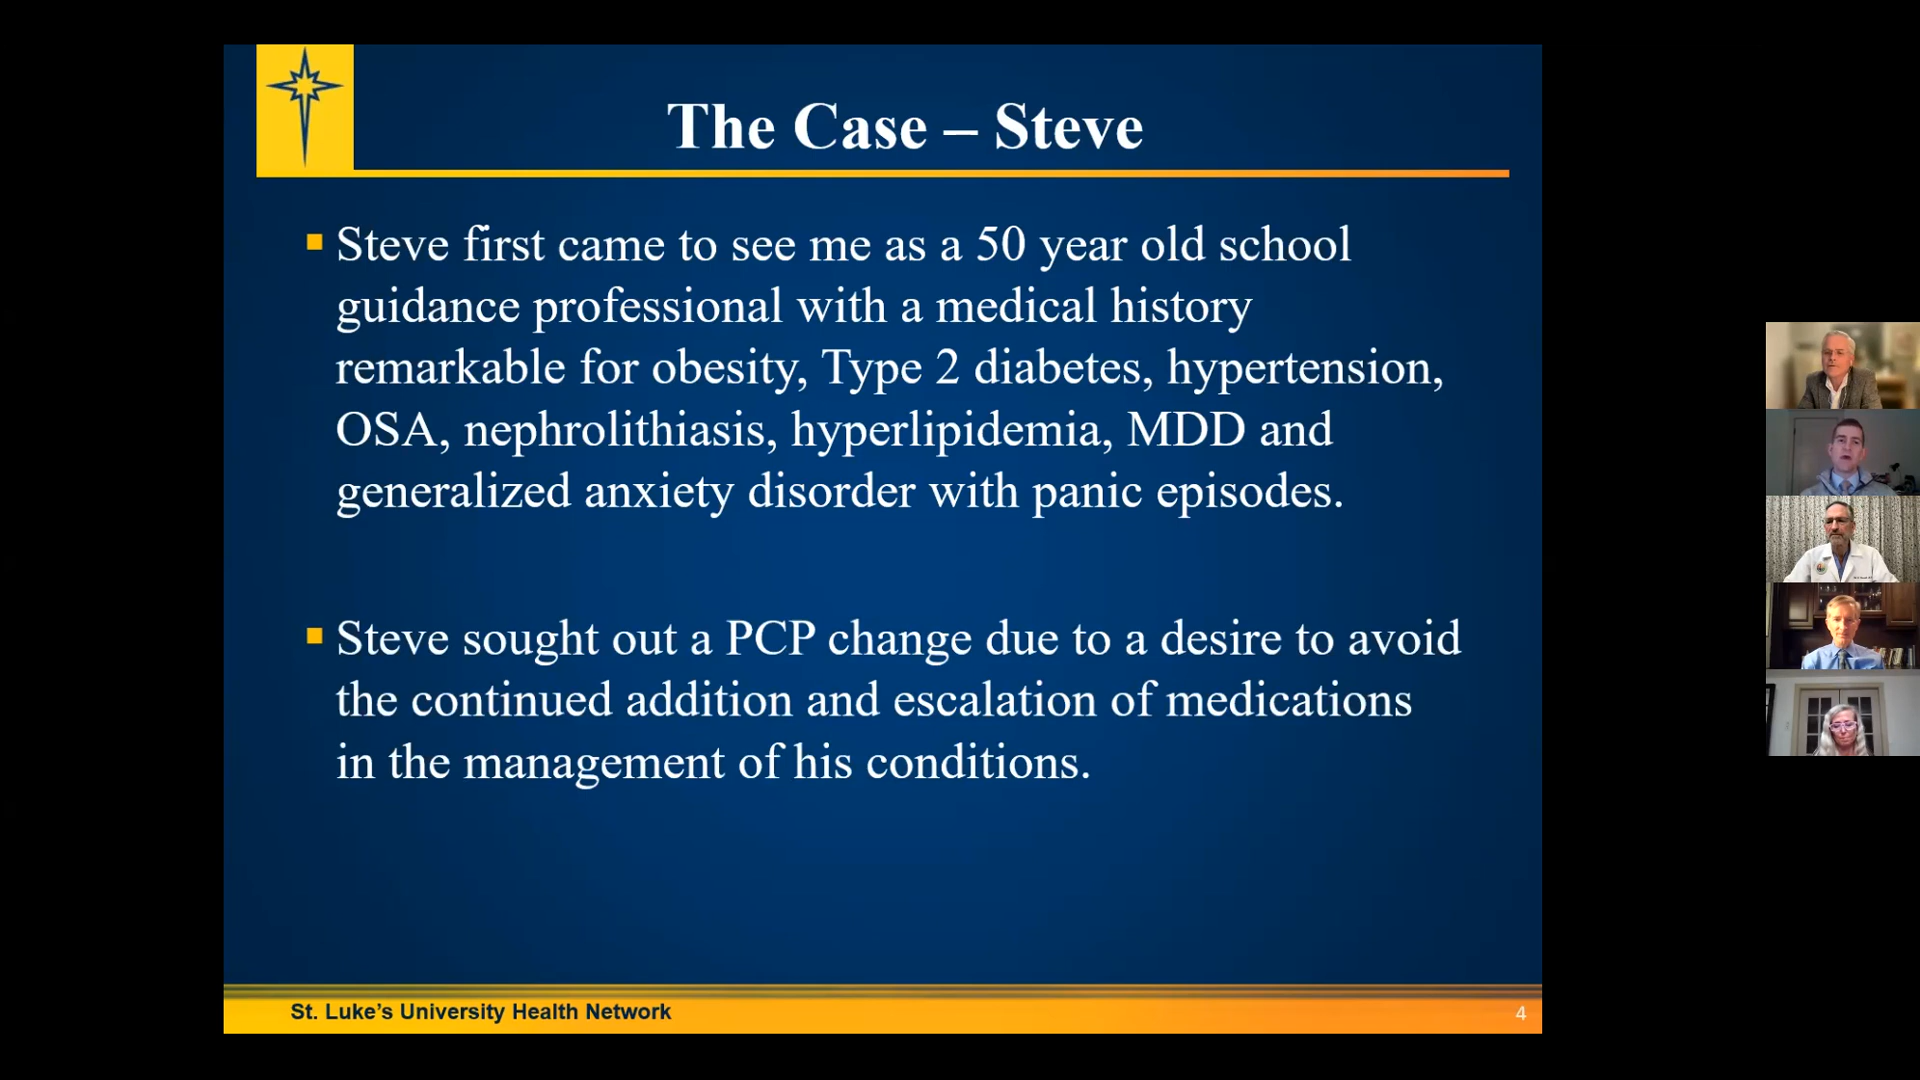 The Case – Steve
Steve first came to see me as a 50 year old school
guidance professional with a medical history
remarkable for obesity, Type 2 diabetes, hypertension,
OSA, nephrolithiasis, hyperlipidemia, MDD and
generalized anxiety disorder with panic episodes.
Steve sought out a PCP change due to a desire to avoid
the continued addition and escalation of medications
in the management of his conditions.
St. Luke’s University Health Network
4